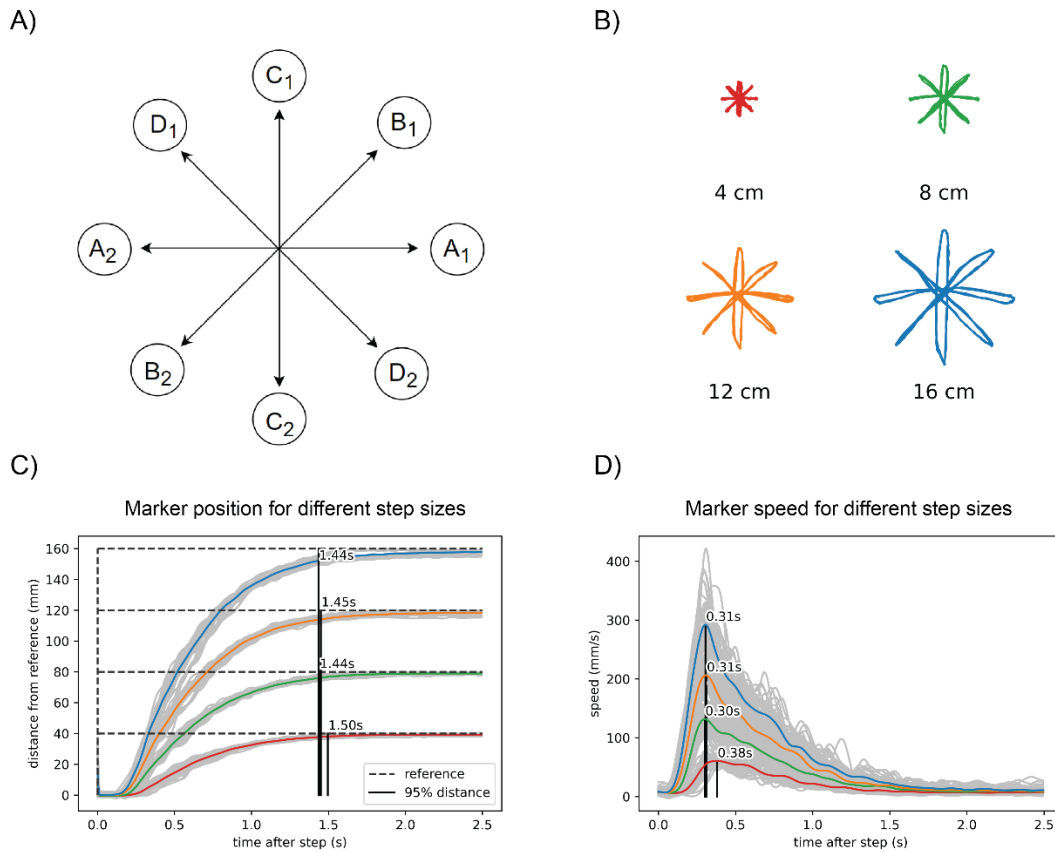 A)
B)
C1
D1
B1
A2
A1
B2
D2
C2
4 cm
8 cm
12 cm
16 cm
C)
D)
Marker position for different step sizes
distance from reference (mm)
160
140
120
100
80
60
40
20
0
1.44s
1.45s
1.44s
1.50s
reference
95% distance
0.0
0.5
1.0
1.5
2.0
2.5
time after step (s)
Marker speed for different step sizes
speed (mm/s)
400
300
200
100
0
0.31s
0.31s
0.30s
0.38s
0.0
0.5
1.0
1.5
2.0
2.5
time after step (s)